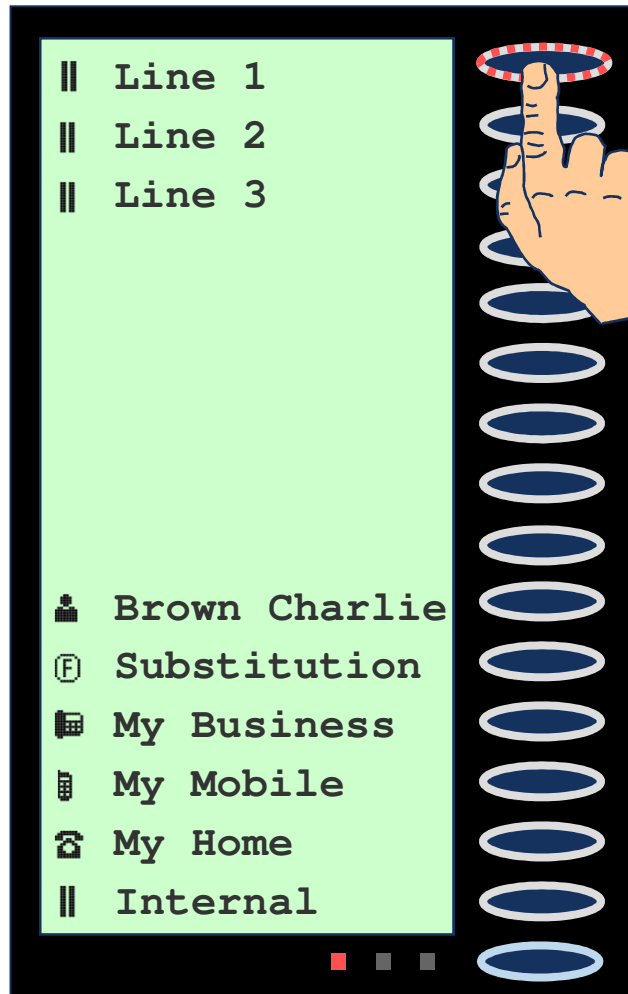 Line 1
Line 2
Line 3
Brown Charlie
Ⓕ Substitution
My Business
My Mobile
My Home
Internal